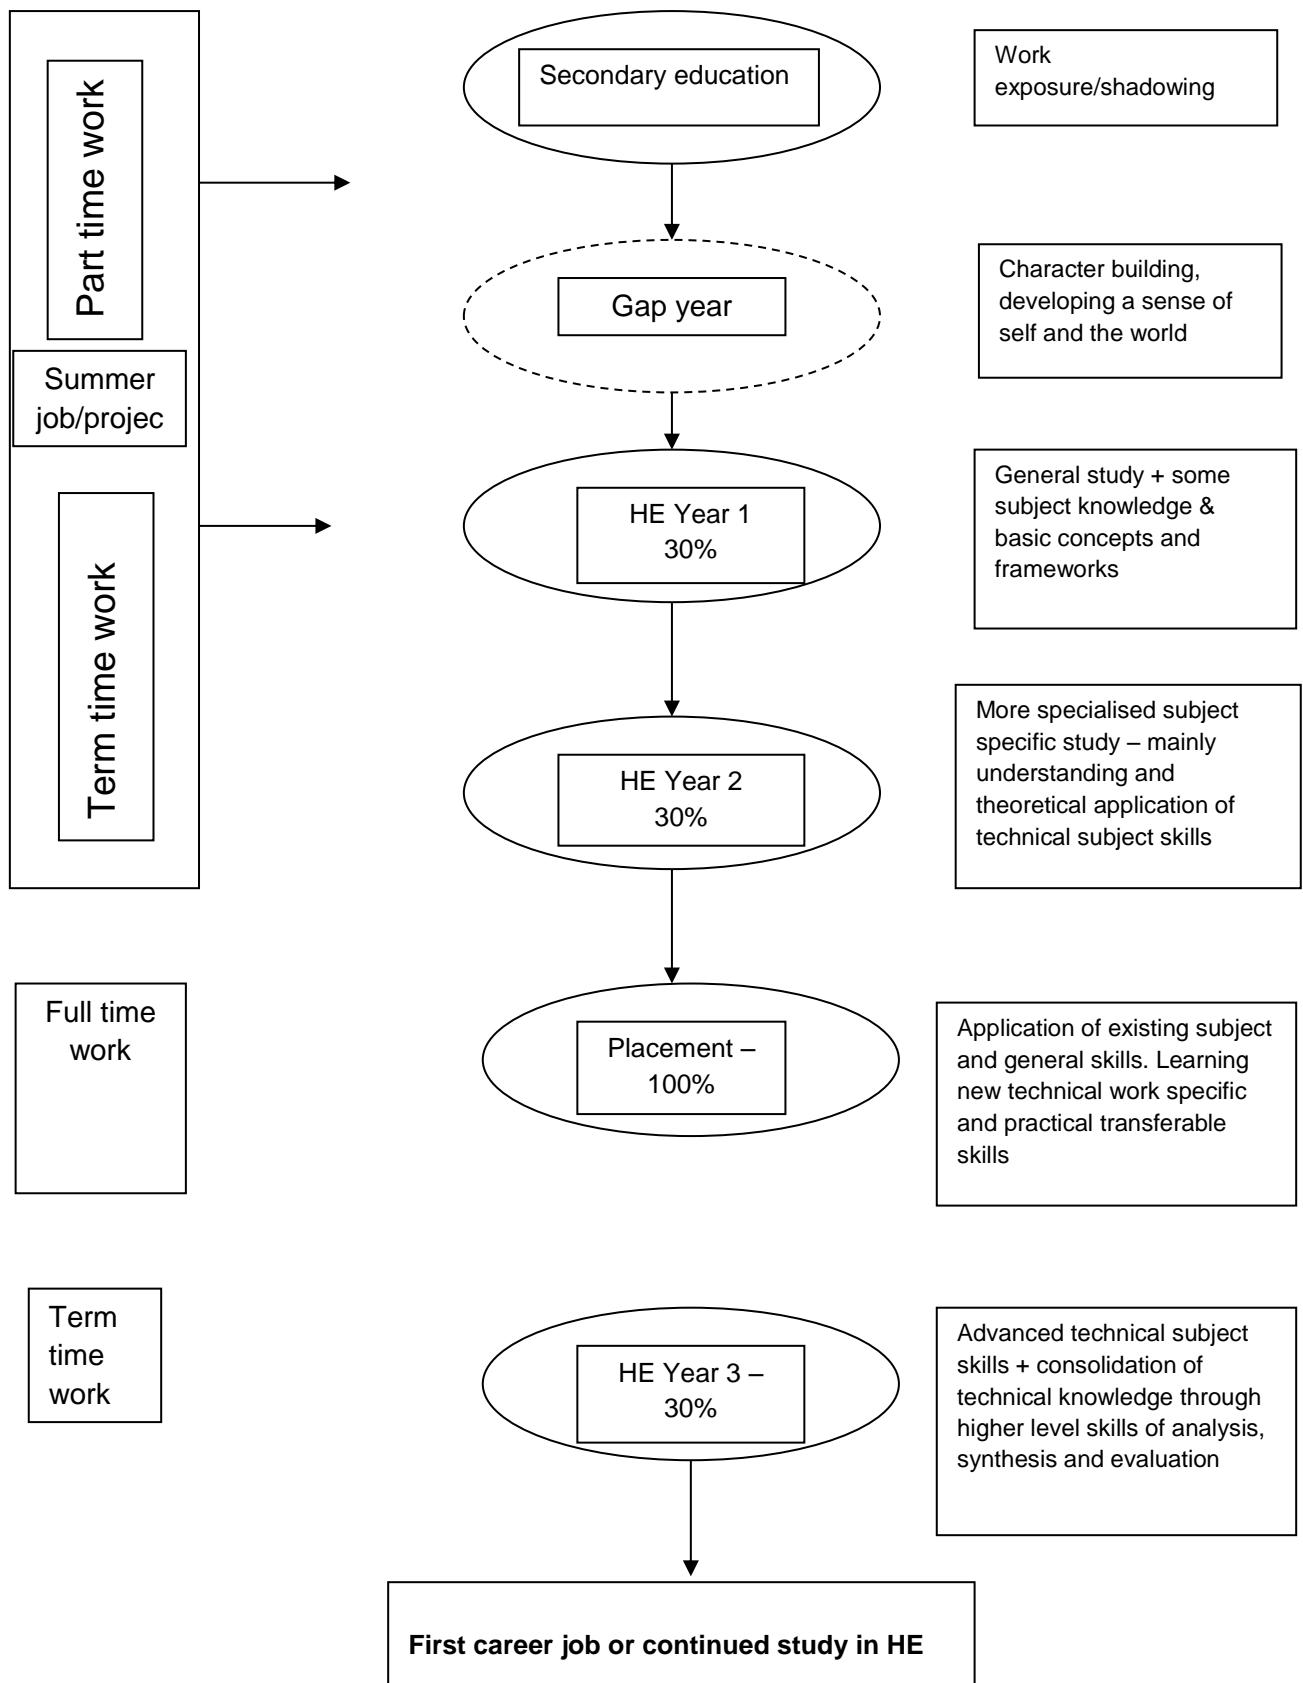 Part time work
Summer
job/projec
Term time work
Secondary education
Work
exposure/shadowing
Gap year
Character building,
developing a sense of
self and the world
HE Year 1
30%
General study + some
subject knowledge &
basic concepts and
frameworks
HE Year 2
30%
More specialised subject
specific study – mainly
understanding and
theoretical application of
technical subject skills
Full time
work
Placement –
100%
Application of existing subject
and general skills. Learning
new technical work specific
and practical transferable
skills
Term
time
work
HE Year 3 –
30%
Advanced technical subject
skills + consolidation of
technical knowledge through
higher level skills of analysis,
synthesis and evaluation
First career job or continued study in HE